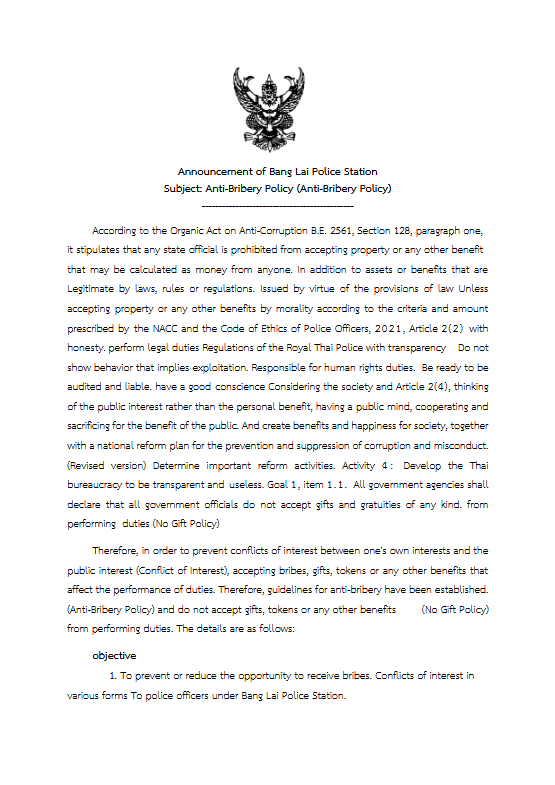 Announcement of Bang Lai Police Station
Subject: Anti-Bribery Policy (Anti-Bribery Policy)
----------------------------------------------
According to the Organic Act on Anti-Corruption B.E. 2561, Section 128, paragraph one,
it stipulates that any state official is prohibited from accepting property or any other benefit
that may be calculated as money from anyone. In addition to assets or benefits that are
Legitimate by laws, rules or regulations. Issued by virtue of the provisions of law Unless
accepting property or any other benefits by morality according to the criteria and amount
prescribed by the NACC and the Code of Ethics of Police Officers, 2021, Article 2(2) with
honesty. perform legal duties Regulations of the Royal Thai Police with transparency Do not
show behavior that implies exploitation. Responsible for human rights duties. Be ready to be
audited and liable. have a good conscience Considering the society and Article 2(4), thinking
of the public interest rather than the personal benefit, having a public mind, cooperating and
sacrificing for the benefit of the public. And create benefits and happiness for society, together
with a national reform plan for the prevention and suppression of corruption and misconduct.
(Revised version) Determine important reform activities. Activity 4: Develop the Thai
bureaucracy to be transparent and useless. Goal 1, item 1.1. All government agencies shall
declare that all government officials do not accept gifts and gratuities of any kind. from
performing duties (No Gift Policy)
Therefore, in order to prevent conflicts of interest between one's own interests and the
public interest (Conflict of Interest), accepting bribes, gifts, tokens or any other benefits that
affect the performance of duties. Therefore, guidelines for anti-bribery have been established.
(Anti-Bribery Policy) and do not accept gifts, tokens or any other benefits (No Gift Policy)
from performing duties. The details are as follows:
objective
1. To prevent or reduce the opportunity to receive bribes. Conflicts of interest in
various forms To police officers under Bang Lai Police Station.